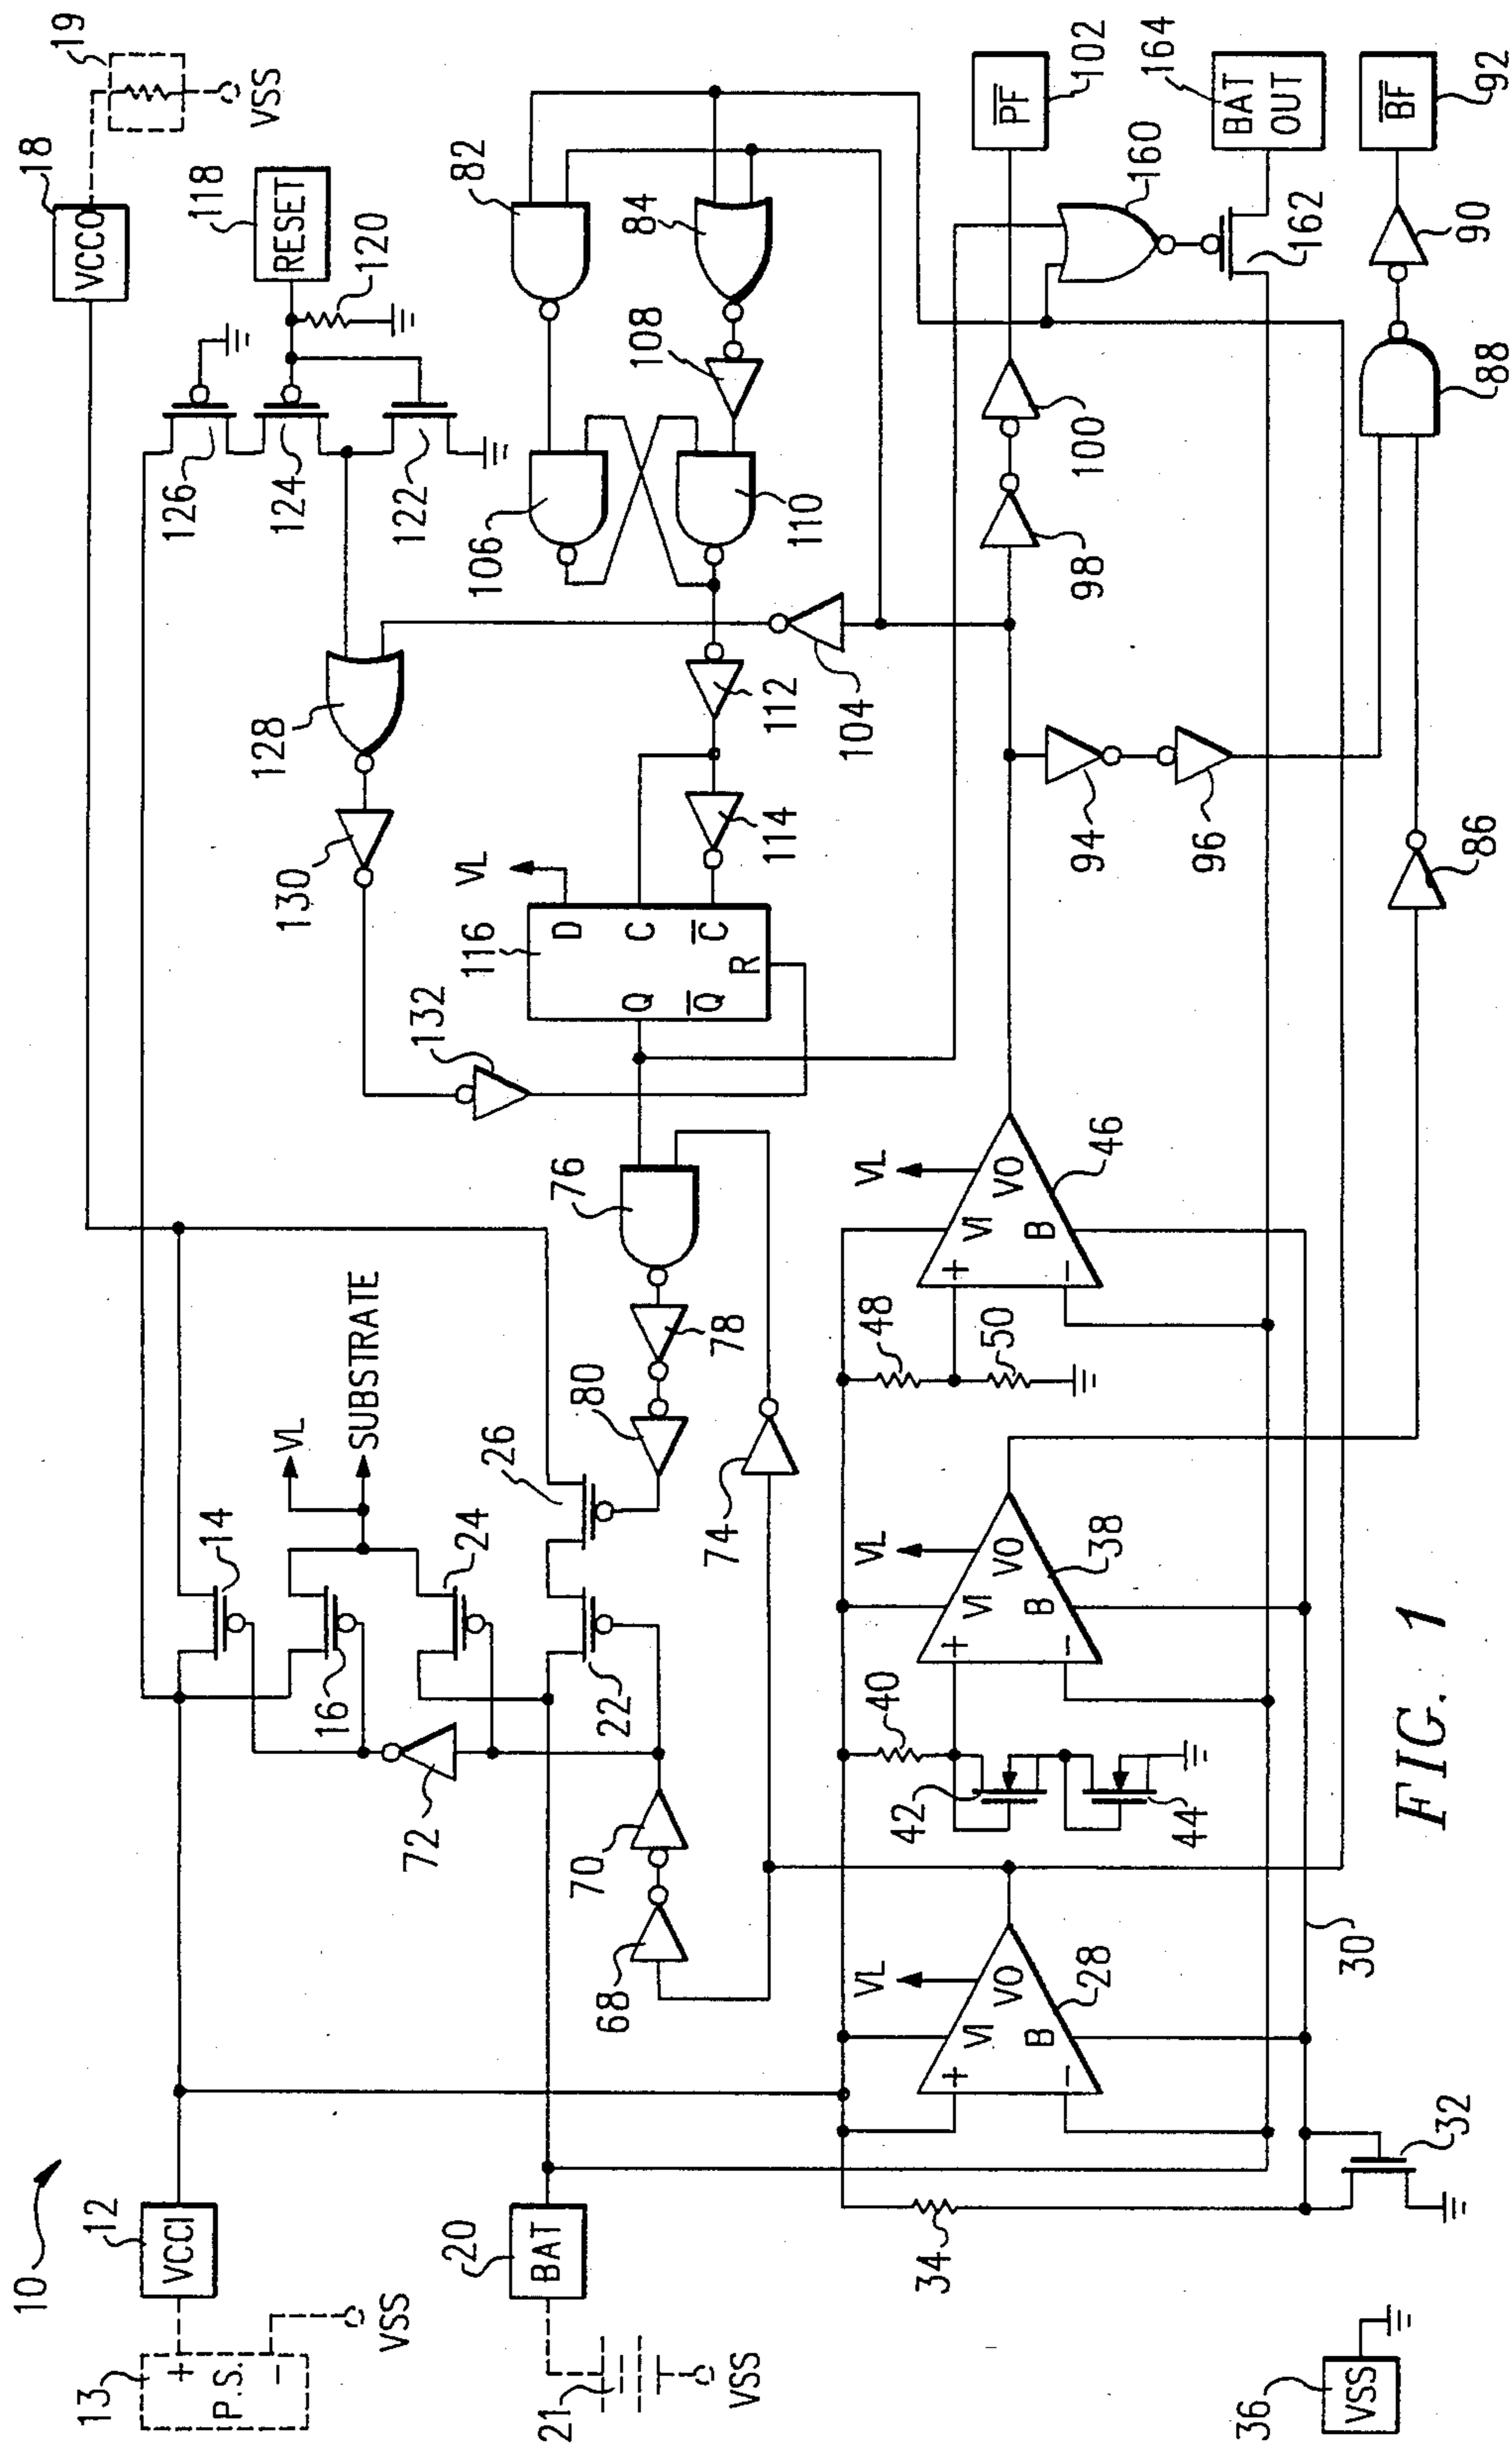 10
13
P.S.
+
−
VSS
12
VCCI
14
16
VL
SUBSTRATE
24
72
18
VCCO
19
VSS
126
124
122
118
RESET
120
128
130
132
20
BAT
21
VSS
22
26
70
68
80
78
76
74
116
D
C
C̅
Q
Q̅
R
VL
82
84
106
108
110
112
114
104
34
+
−
VI
VO
B
VL
28
40
42
44
+
−
VI
VO
B
VL
38
48
50
+
−
VI
VO
B
VL
46
98
100
P̅F̅
102
94
96
160
162
BAT
OUT
164
86
88
90
B̅F̅
92
30
32
36
VSS
FIG. 1